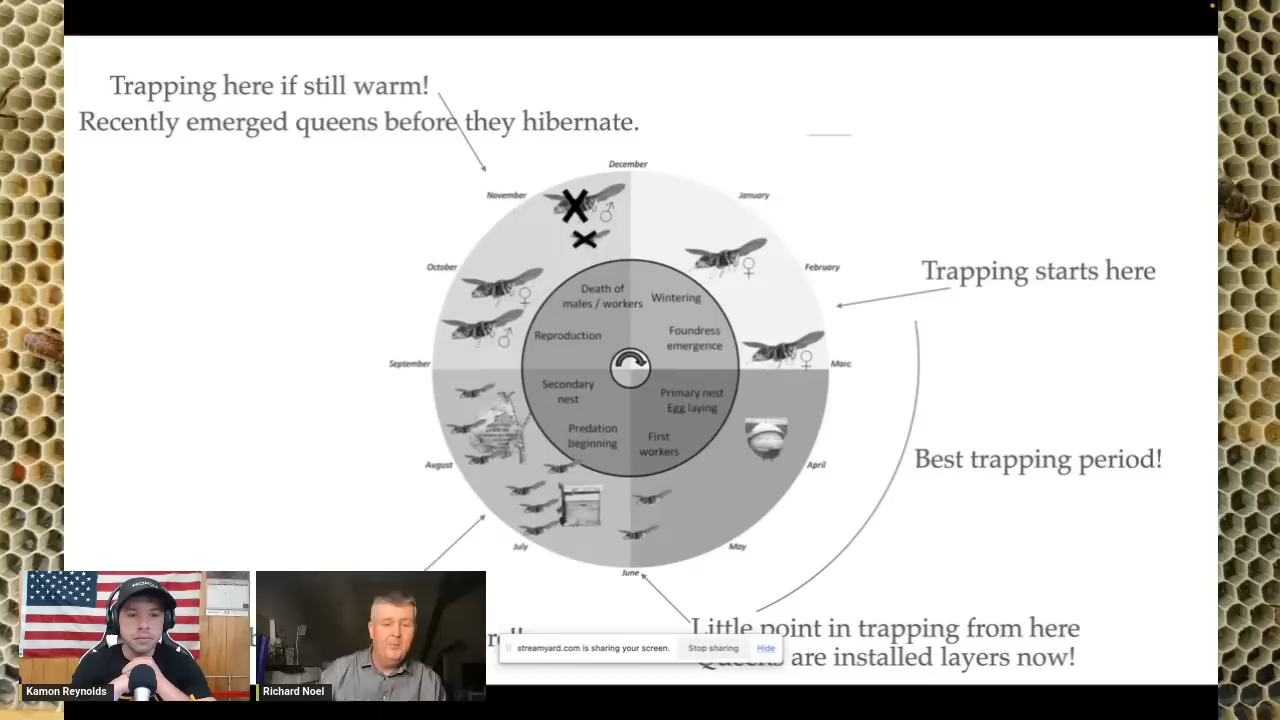 Trapping here if still warm!
Recently emerged queens before they hibernate.
December
November
January
October
February
Trapping starts here
Death of
males / workers
Wintering
Reproduction
Foundress
emergence
September
Marc
Secondary
nest
Primary nest
Egg laying
Predation
beginning
First
workers
August
April
Best trapping period!
July
May
June
Little point in trapping from here
Queens are installed layers now!
streamyard.com is sharing your screen.
Stop sharing
Hide
Kamon Reynolds
Richard Noel